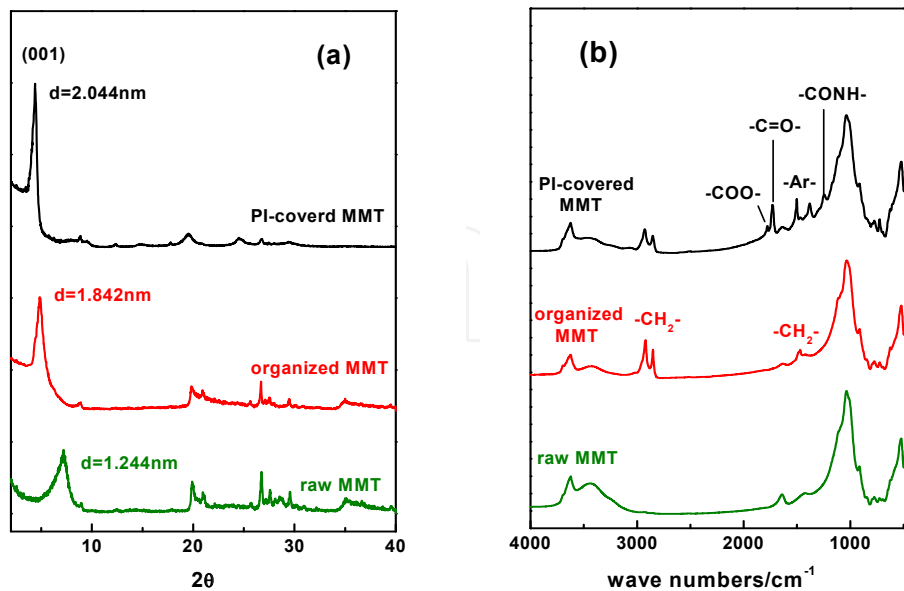 (a)
(001)
d=2.044nm
PI-coverd MMT
d=1.842nm
organized MMT
d=1.244nm
raw MMT
10
20
30
40
2θ
(b)
-CONH-
-C=O-
-Ar-
-COO-
PI-covered
MMT
organized
MMT
-CH2-
-CH2-
raw MMT
4000
3000
2000
1000
wave numbers/cm-1